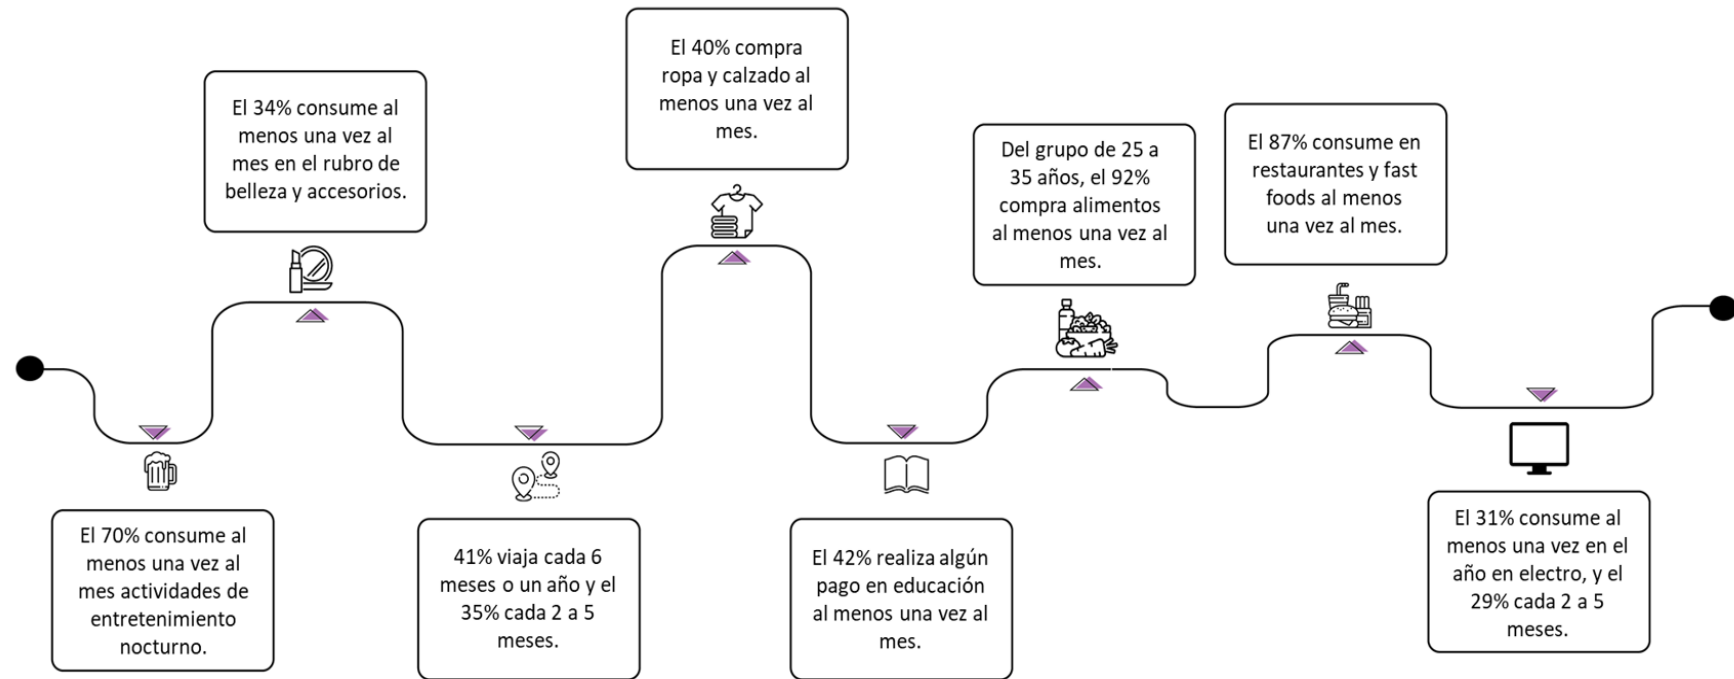 El 70% consume al
menos una vez al
mes actividades de
entretenimiento
nocturno.
El 34% consume al
menos una vez al
mes en el rubro de
belleza y accesorios.
41% viaja cada 6
meses o un año y el
35% cada 2 a 5
meses.
El 40% compra
ropa y calzado al
menos una vez al
mes.
El 42% realiza algún
pago en educación
al menos una vez al
mes.
Del grupo de 25 a
35 años, el 92%
compra alimentos
al menos una vez al
mes.
El 87% consume en
restaurantes y fast
foods al menos
una vez al mes.
El 31% consume al
menos una vez en el
año en electro, y el
29% cada 2 a 5
meses.